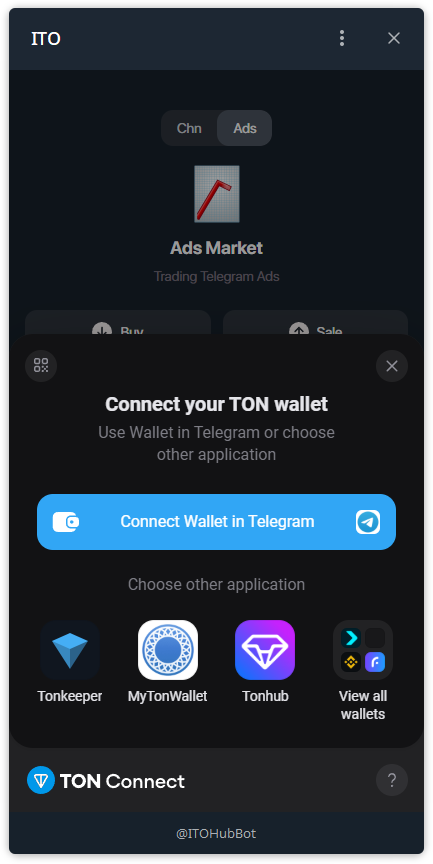 ITO
Chn Ads
Ads Market
Trading Telegram Ads
Buy Sale
Connect your TON wallet
Use Wallet in Telegram or choose
other application
Connect Wallet in Telegram
Choose other application
Tonkeeper MyTonWallet Tonhub View all
wallets
TON Connect ?
@ITOHubBot